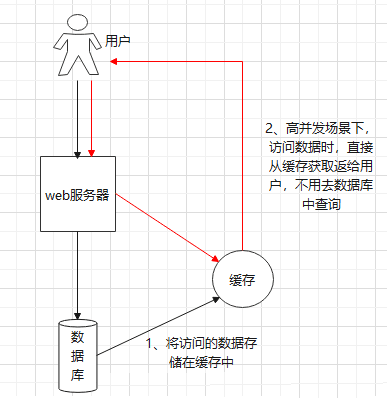 用户
2、高并发场景下，
访问数据时，直接
从缓存获取返给用
户，不用去数据库
中查询
web服务器
缓存
数
据
库
1、将访问的数据存
储在缓存中